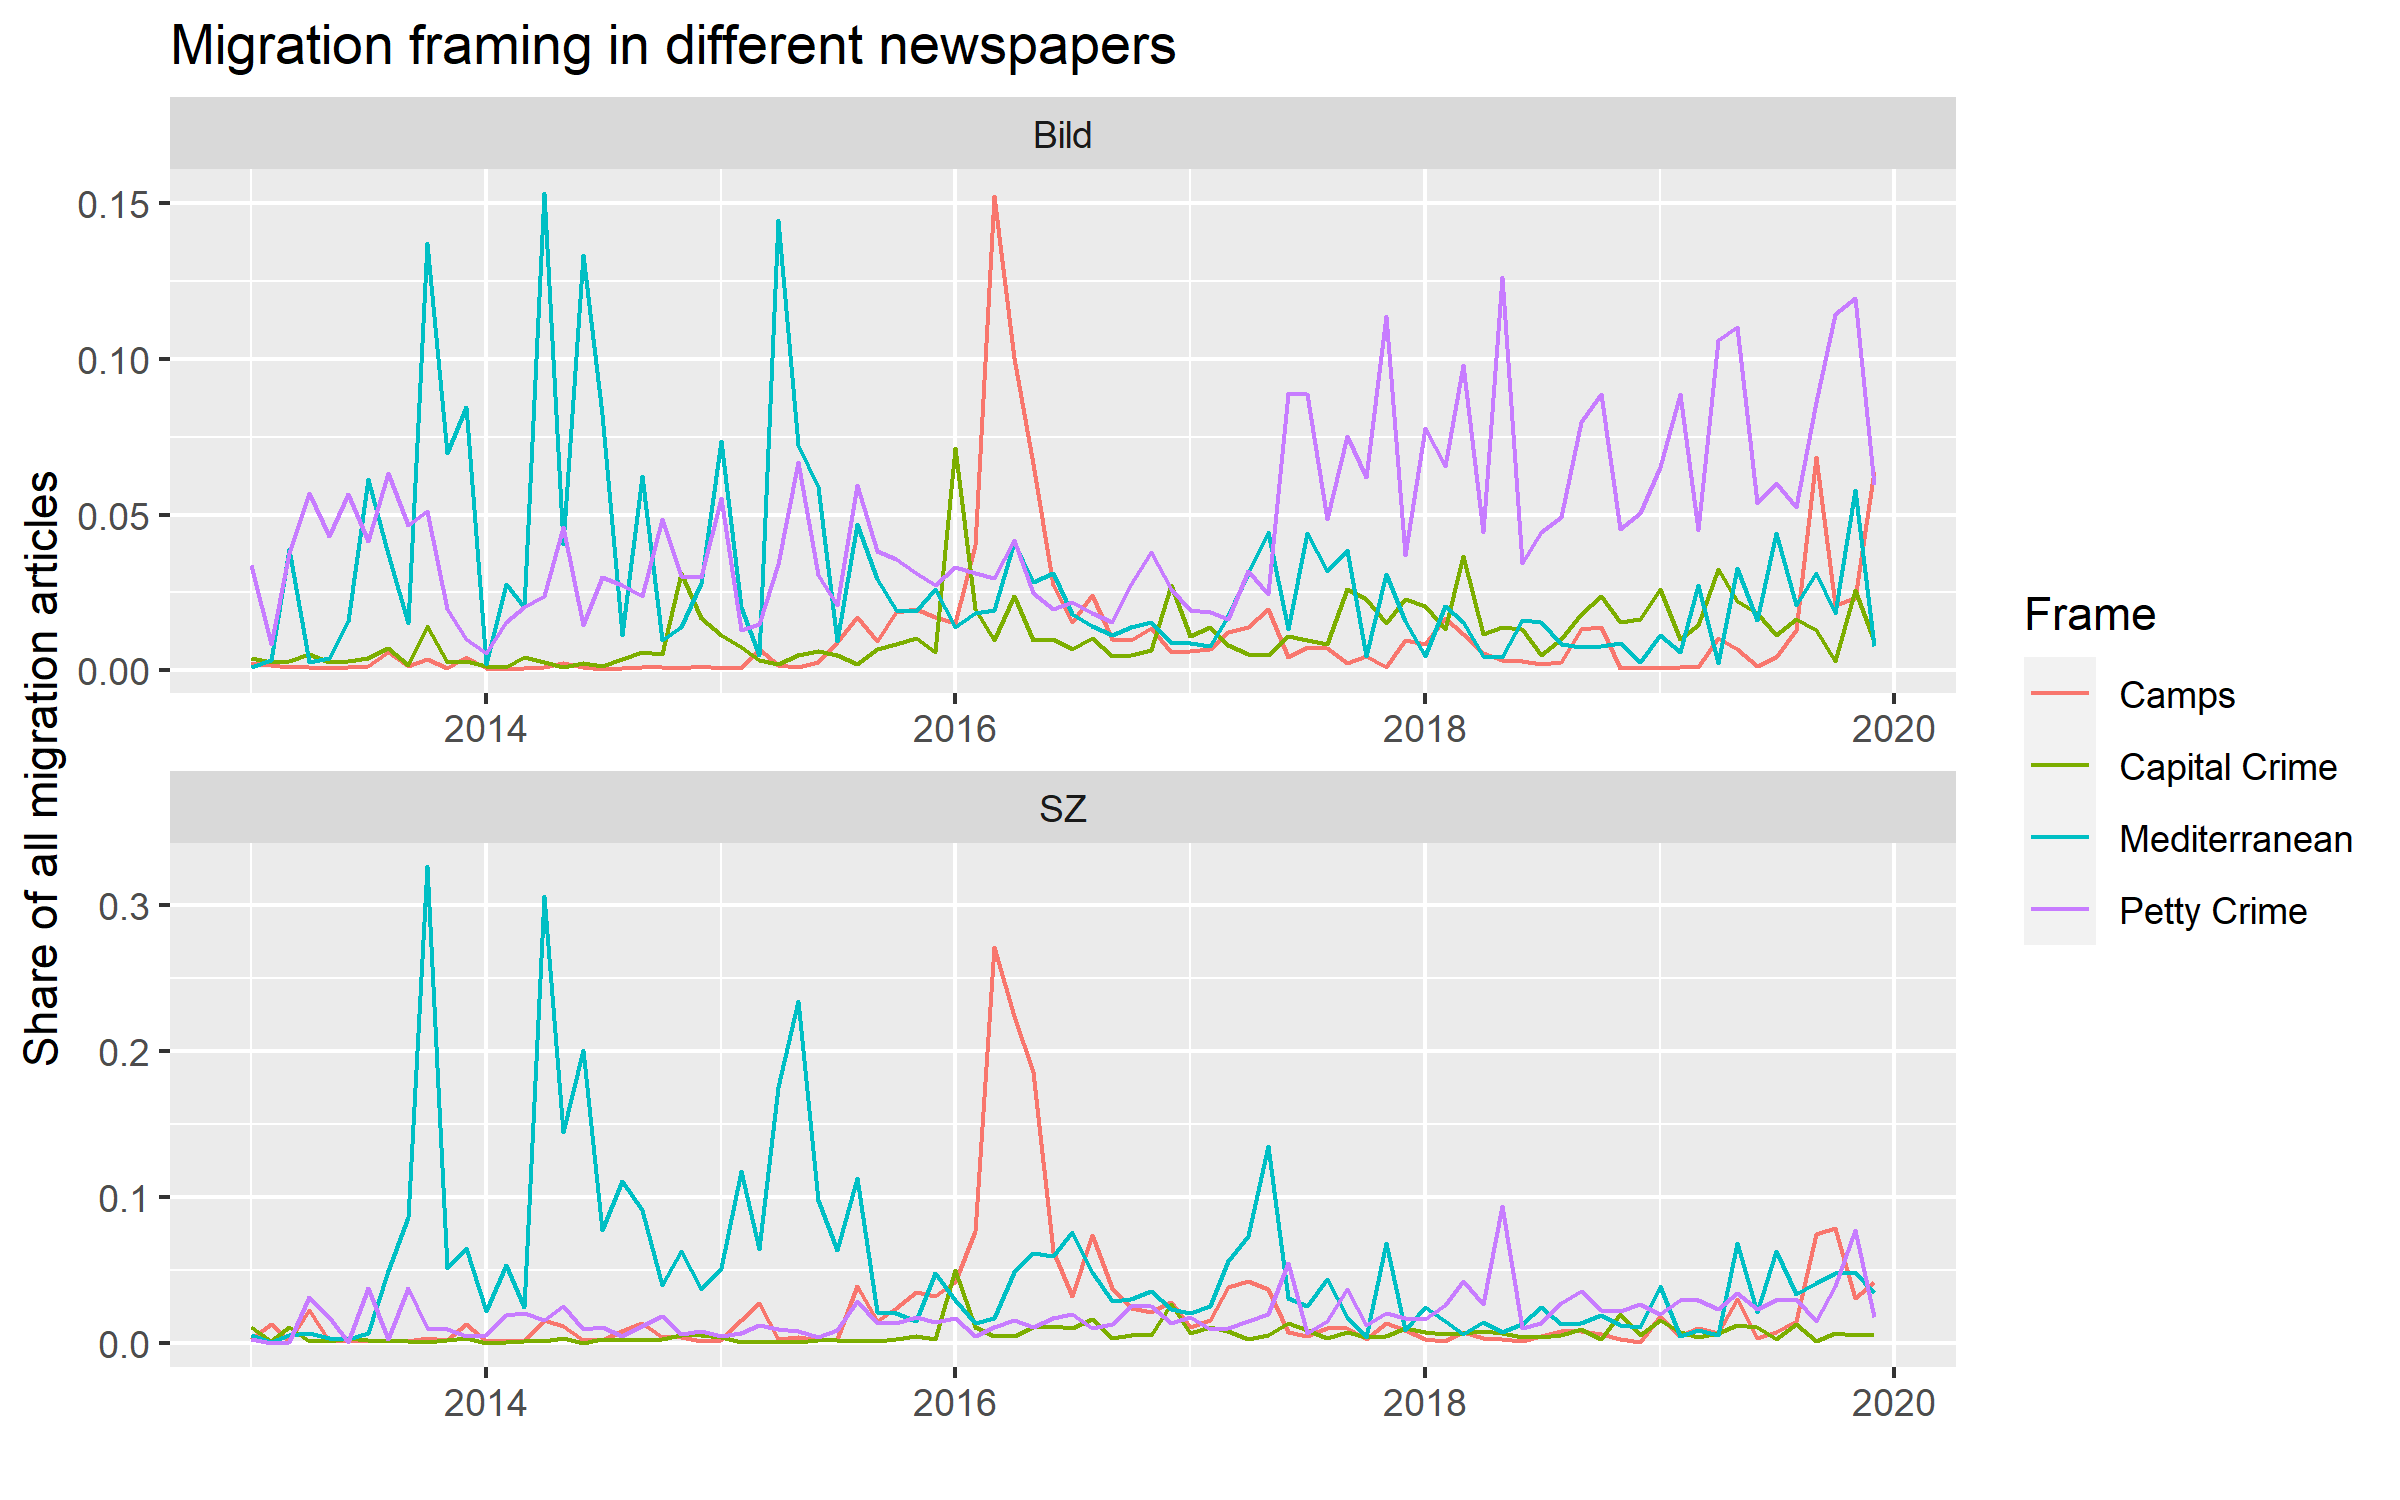 Migration framing in different newspapers
Share of all migration articles
Bild
0.15
0.10
0.05
0.00
2014
2016
2018
2020
SZ
0.3
0.2
0.1
0.0
2014
2016
2018
2020
Frame
Camps
Capital Crime
Mediterranean
Petty Crime